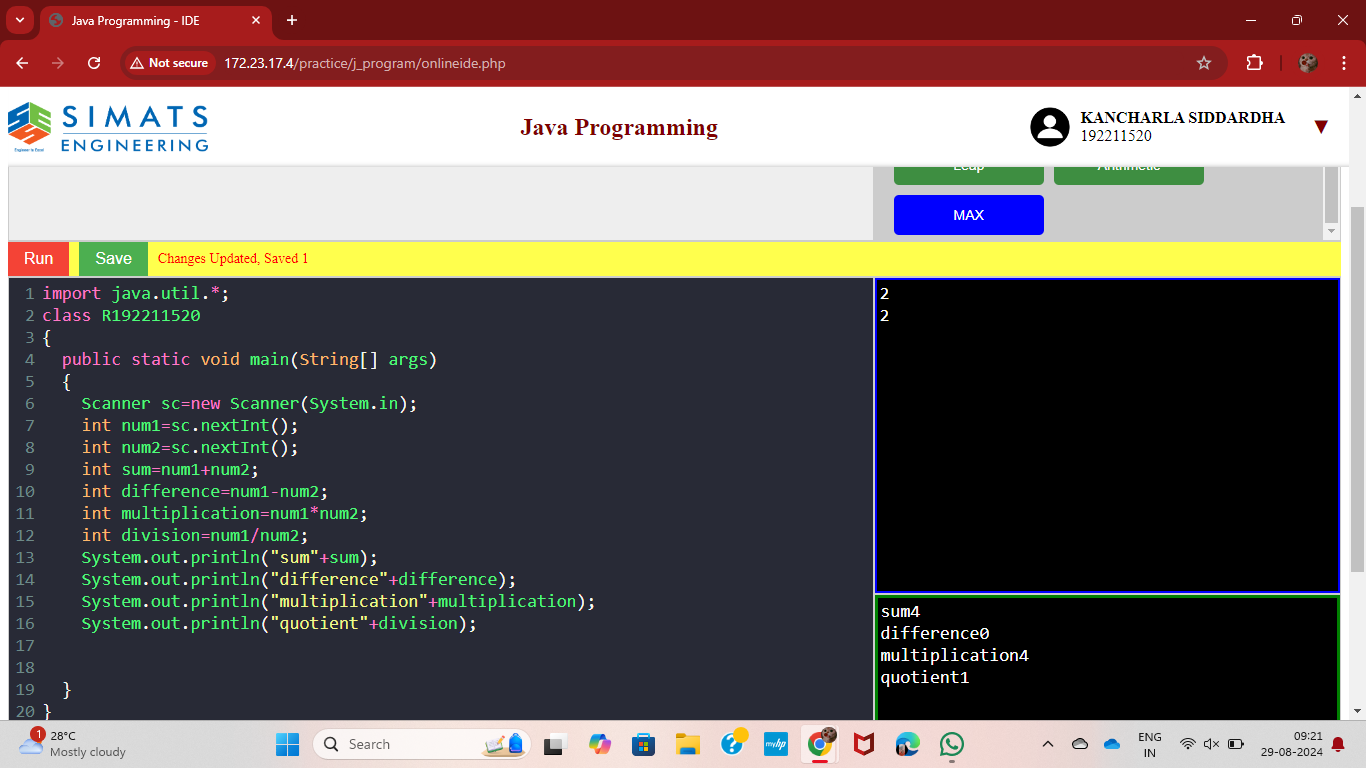 Java Programming - IDE
Not secure
172.23.17.4/practice/j_program/onlineide.php
SIMATS
ENGINEERING
Engineer to Excel
Java Programming
KANCHARLA SIDDARDHA
192211520
Leap
Arithmetic
MAX
Run
Save
Changes Updated, Saved 1
1 import java.util.*;
2 class R192211520
3 {
4 public static void main(String[] args)
5 {
6 Scanner sc=new Scanner(System.in);
7 int num1=sc.nextInt();
8 int num2=sc.nextInt();
9 int sum=num1+num2;
10 int difference=num1-num2;
11 int multiplication=num1*num2;
12 int division=num1/num2;
13 System.out.println("sum"+sum);
14 System.out.println("difference"+difference);
15 System.out.println("multiplication"+multiplication);
16 System.out.println("quotient"+division);
17
18
19 }
20 }
2
2
sum4
difference0
multiplication4
quotient1
1
28°C
Mostly cloudy
Search
myhp
ENG
IN
09:21
29-08-2024